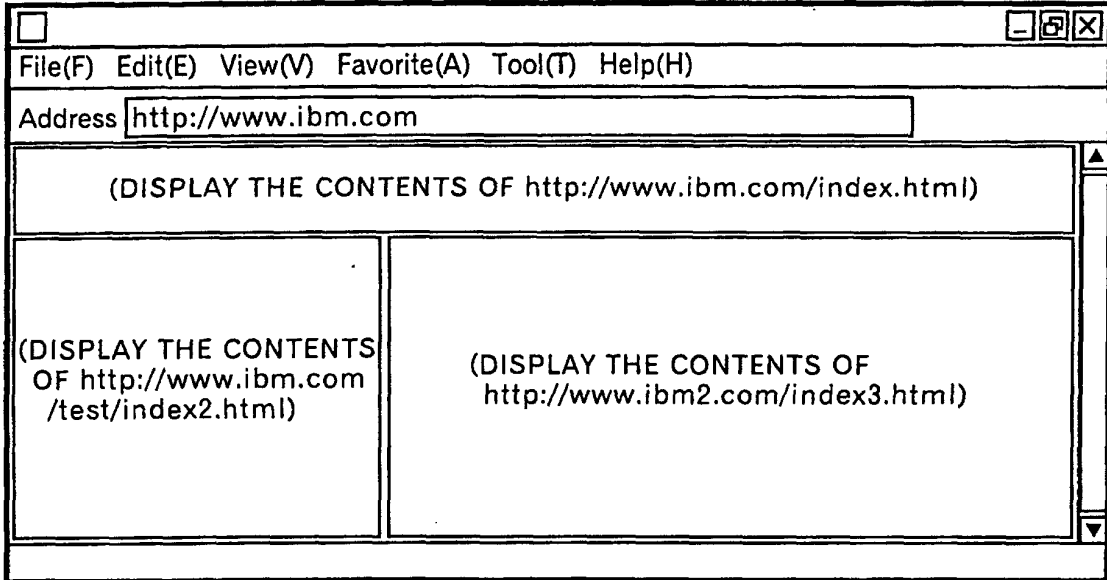 File(F) Edit(E) View(V) Favorite(A) Tool(T) Help(H)
Address http://www.ibm.com
(DISPLAY THE CONTENTS OF http://www.ibm.com/index.html)
(DISPLAY THE CONTENTS
OF http://www.ibm.com
/test/index2.html)
(DISPLAY THE CONTENTS OF
http://www.ibm2.com/index3.html)